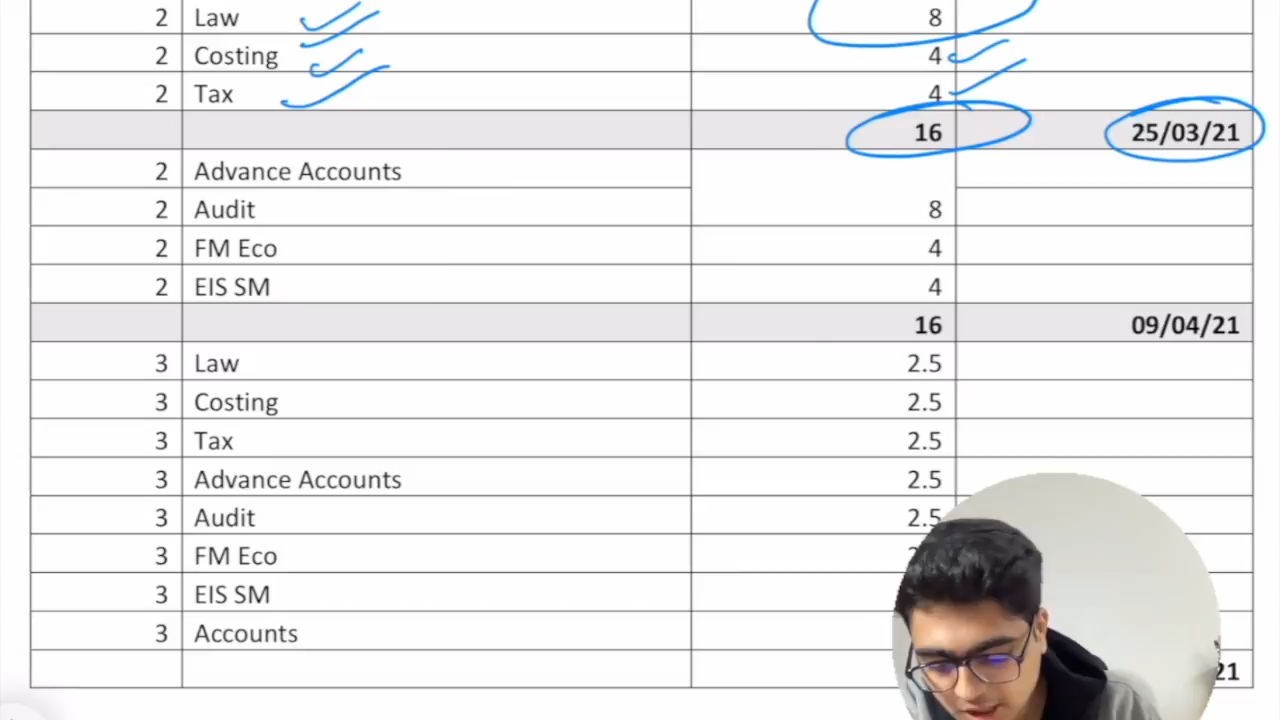 2 Law 8
2 Costing 4
2 Tax 4
16 25/03/21
2 Advance Accounts
2 Audit 8
2 FM Eco 4
2 EIS SM 4
16 09/04/21
3 Law 2.5
3 Costing 2.5
3 Tax 2.5
3 Advance Accounts 2.5
3 Audit 2.5
3 FM Eco
3 EIS SM
3 Accounts
21